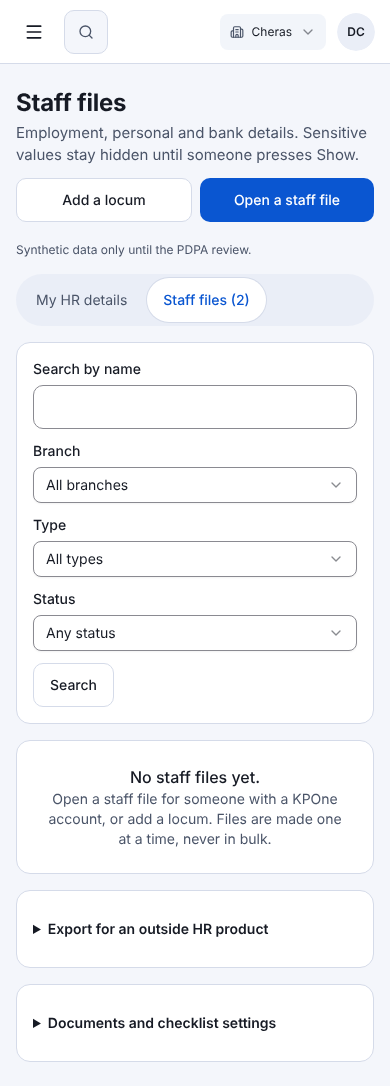 Cheras
DC
Staff files
Employment, personal and bank details. Sensitive
values stay hidden until someone presses Show.
Add a locum
Open a staff file
Synthetic data only until the PDPA review.
My HR details
Staff files (2)
Search by name
Branch
All branches
Type
All types
Status
Any status
Search
No staff files yet.
Open a staff file for someone with a KPOne
account, or add a locum. Files are made one
at a time, never in bulk.
Export for an outside HR product
Documents and checklist settings